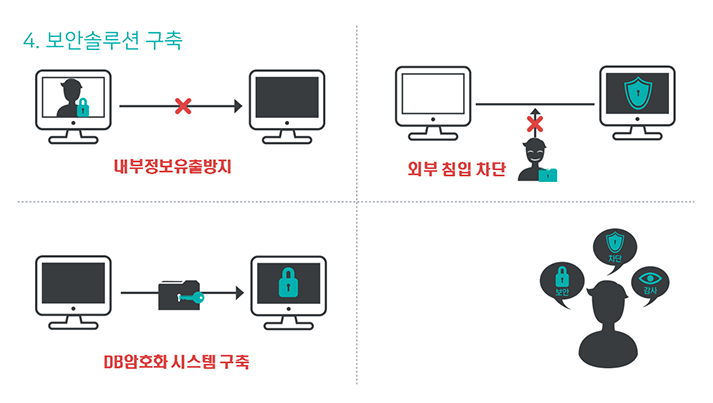 4. 보안솔루션 구축
내부정보유출방지
외부 침입 차단
DB암호화 시스템 구축
차단
보안
감사